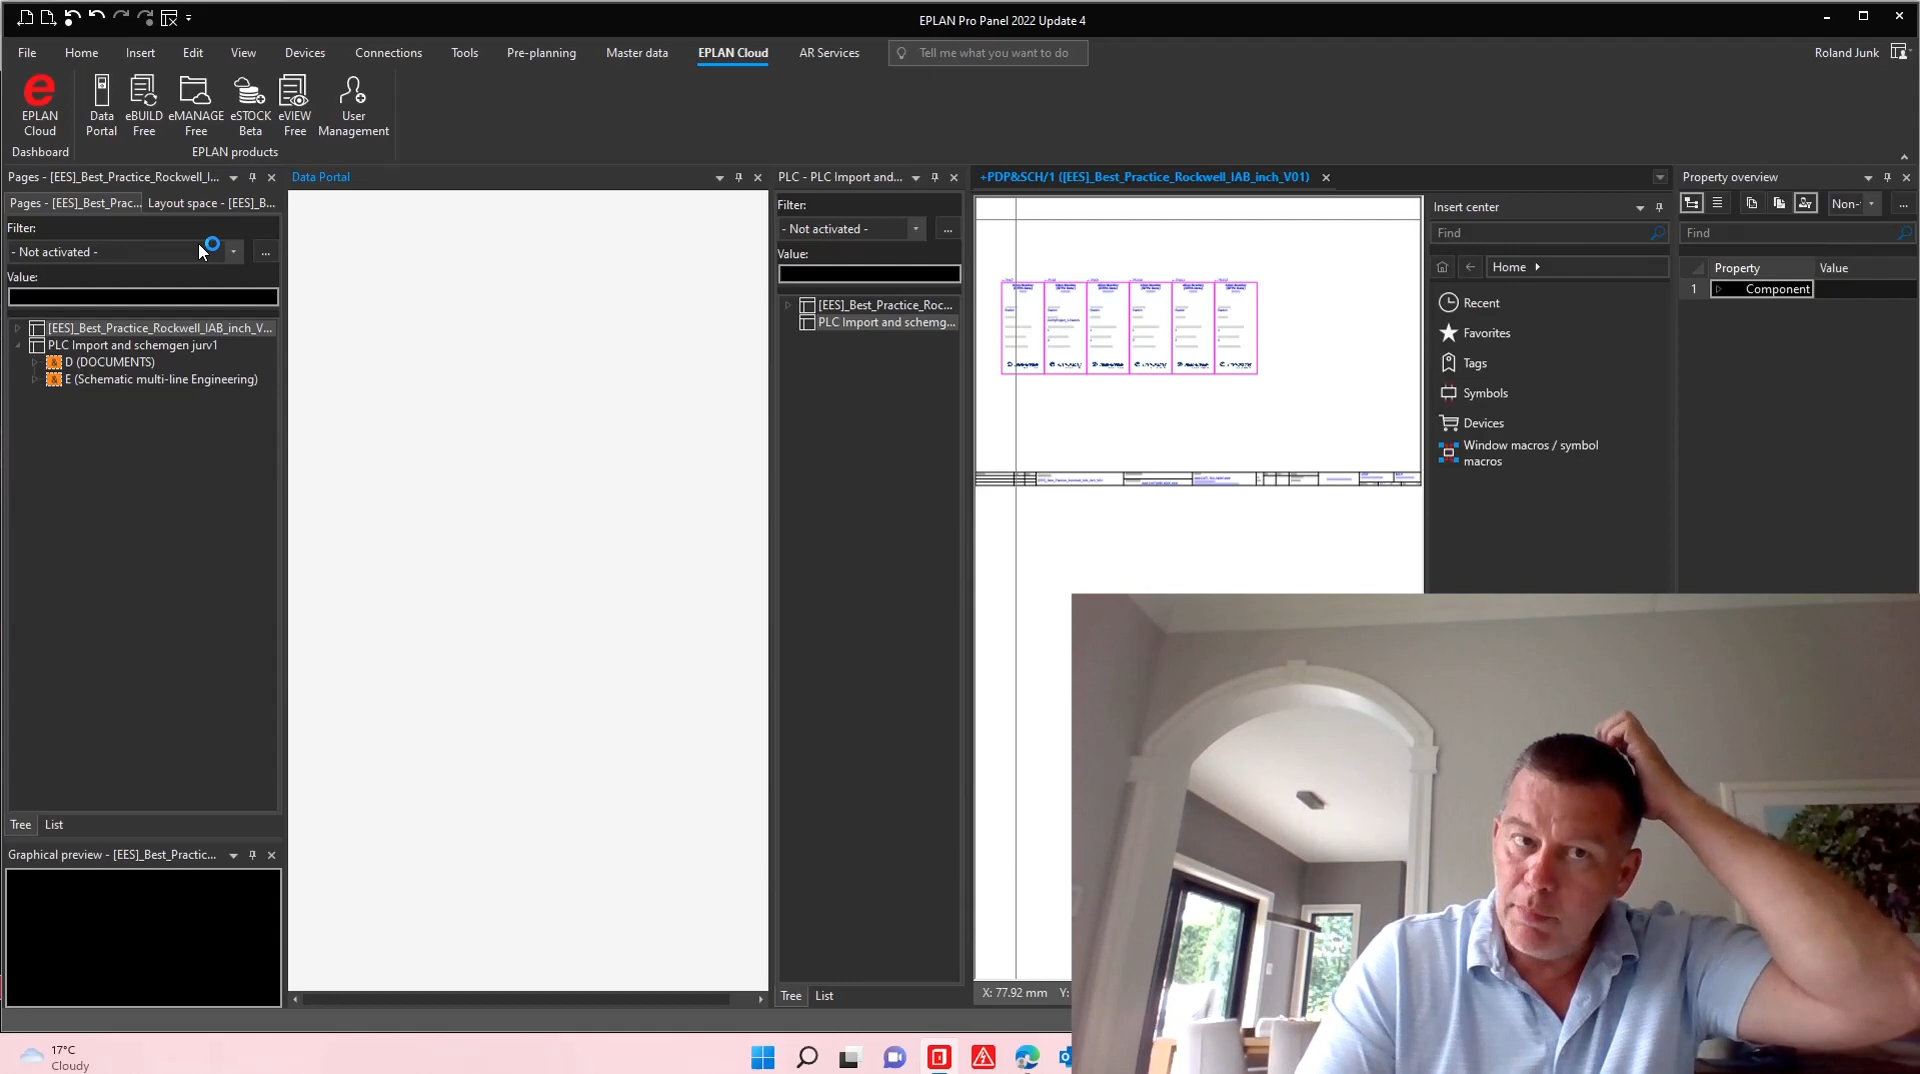 EPLAN Pro Panel 2022 Update 4
File
Home
Insert
Edit
View
Devices
Connections
Tools
Pre-planning
Master data
EPLAN Cloud
AR Services
Tell me what you want to do
Roland Junk
EPLAN
Cloud
Data
Portal
eBUILD
Free
eMANAGE
Free
eSTOCK
Beta
eVIEW
Free
User
Management
Dashboard
EPLAN products
Pages - [EES]_Best_Practice_Rockwell_I...
Pages - [EES]_Best_Prac...
Layout space - [EES]_B...
Filter:
- Not activated -
...
Value:
[EES]_Best_Practice_Rockwell_IAB_inch_V...
PLC Import and schemgen jurv1
D (DOCUMENTS)
E (Schematic multi-line Engineering)
Tree
List
Graphical preview - [EES]_Best_Practic...
Data Portal
PLC - PLC Import and...
Filter:
- Not activated -
...
Value:
[EES]_Best_Practice_Roc...
PLC Import and schemg...
Tree
List
+PDP&SCH/1 ([EES]_Best_Practice_Rockwell_IAB_inch_V01)
X: 77.92 mm
Y:
Insert center
Find
Home
Recent
Favorites
Tags
Symbols
Devices
Window macros / symbol
macros
Property overview
Non-
...
Find
Property
Value
1
Component
17°C
Cloudy